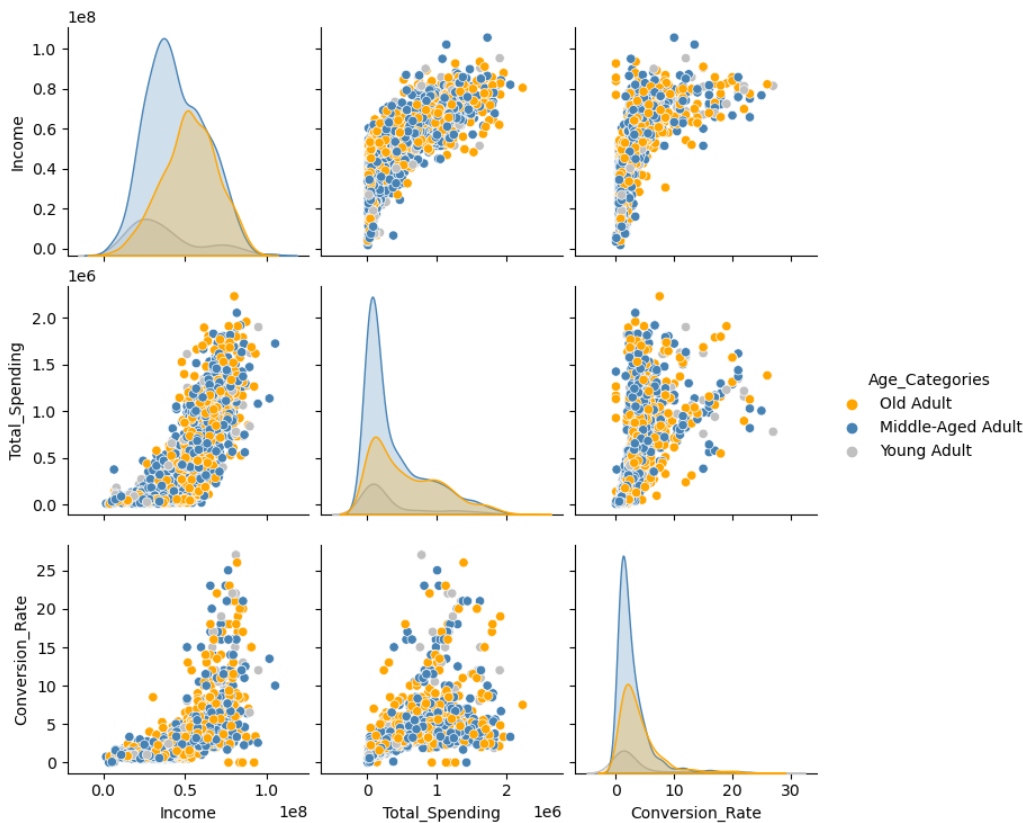 1e8
1.0
0.8
0.6
0.4
0.2
0.0
Income
1e6
2.0
1.5
1.0
0.5
0.0
Total_Spending
Age_Categories
Old Adult
Middle-Aged Adult
Young Adult
25
20
15
10
5
0
Conversion_Rate
0.0 0.5 1.0 0 1 2 0 10 20 30
1e8 1e6
Income Total_Spending Conversion_Rate